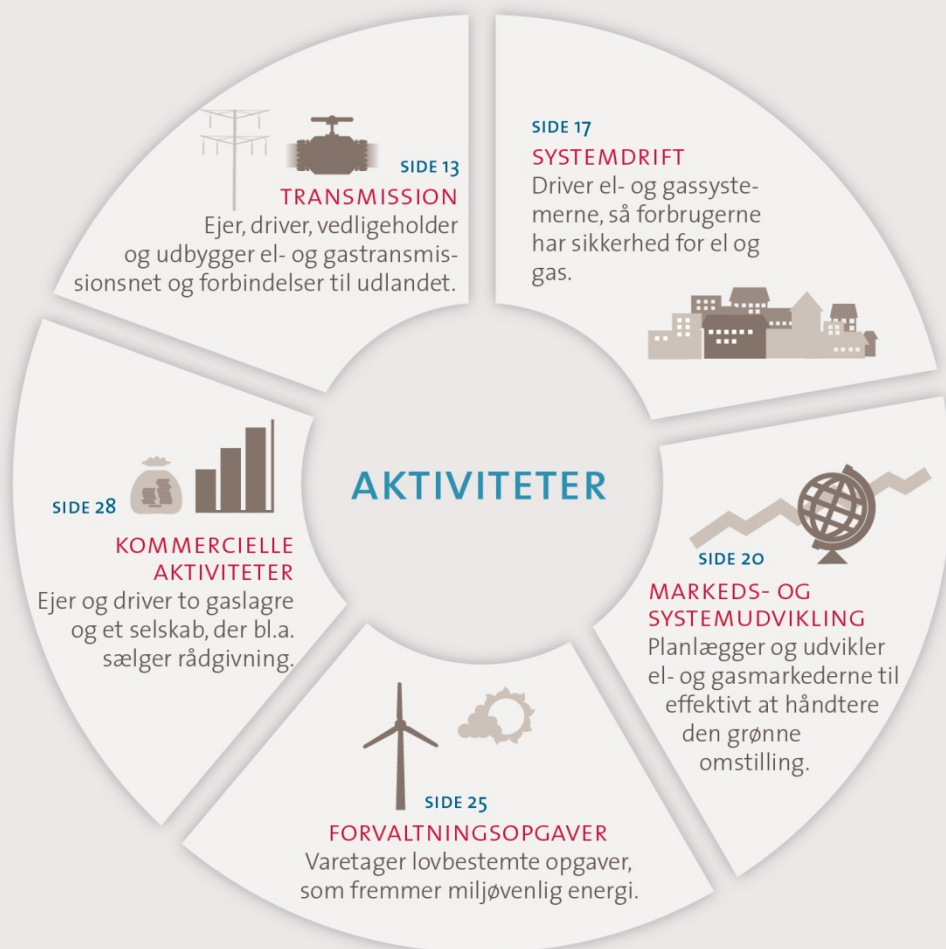 SIDE 13
TRANSMISSION
Ejer, driver, vedligeholder
og udbygger el- og gastransmis-
sionsnet og forbindelser til udlandet.
SIDE 17
SYSTEMDRIFT
Driver el- og gassyste-
merne, så forbrugerne
har sikkerhed for el og
gas.
AKTIVITETER
SIDE 20
MARKEDS- OG
SYSTEMUDVIKLING
Planlægger og udvikler
el- og gasmarkederne til
effektivt at håndtere
den grønne
omstilling.
SIDE 25
FORVALTNINGSOPGAVER
Varetager lovbestemte opgaver,
som fremmer miljøvenlig energi.
SIDE 28
KOMMERCIELLE
AKTIVITETER
Ejer og driver to gaslagre
og et selskab, der bl.a.
sælger rådgivning.